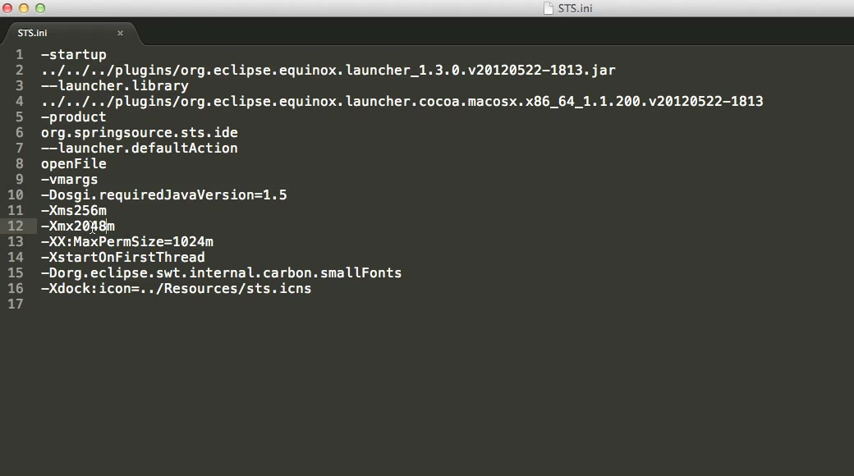 STS.ini
STS.ini ×
1 -startup
2 ../../../plugins/org.eclipse.equinox.launcher_1.3.0.v20120522-1813.jar
3 --launcher.library
4 ../../../plugins/org.eclipse.equinox.launcher.cocoa.macosx.x86_64_1.1.200.v20120522-1813
5 -product
6 org.springsource.sts.ide
7 --launcher.defaultAction
8 openFile
9 -vmargs
10 -Dosgi.requiredJavaVersion=1.5
11 -Xms256m
12 -Xmx2048m
13 -XX:MaxPermSize=1024m
14 -XstartOnFirstThread
15 -Dorg.eclipse.swt.internal.carbon.smallFonts
16 -Xdock:icon=../Resources/sts.icns
17